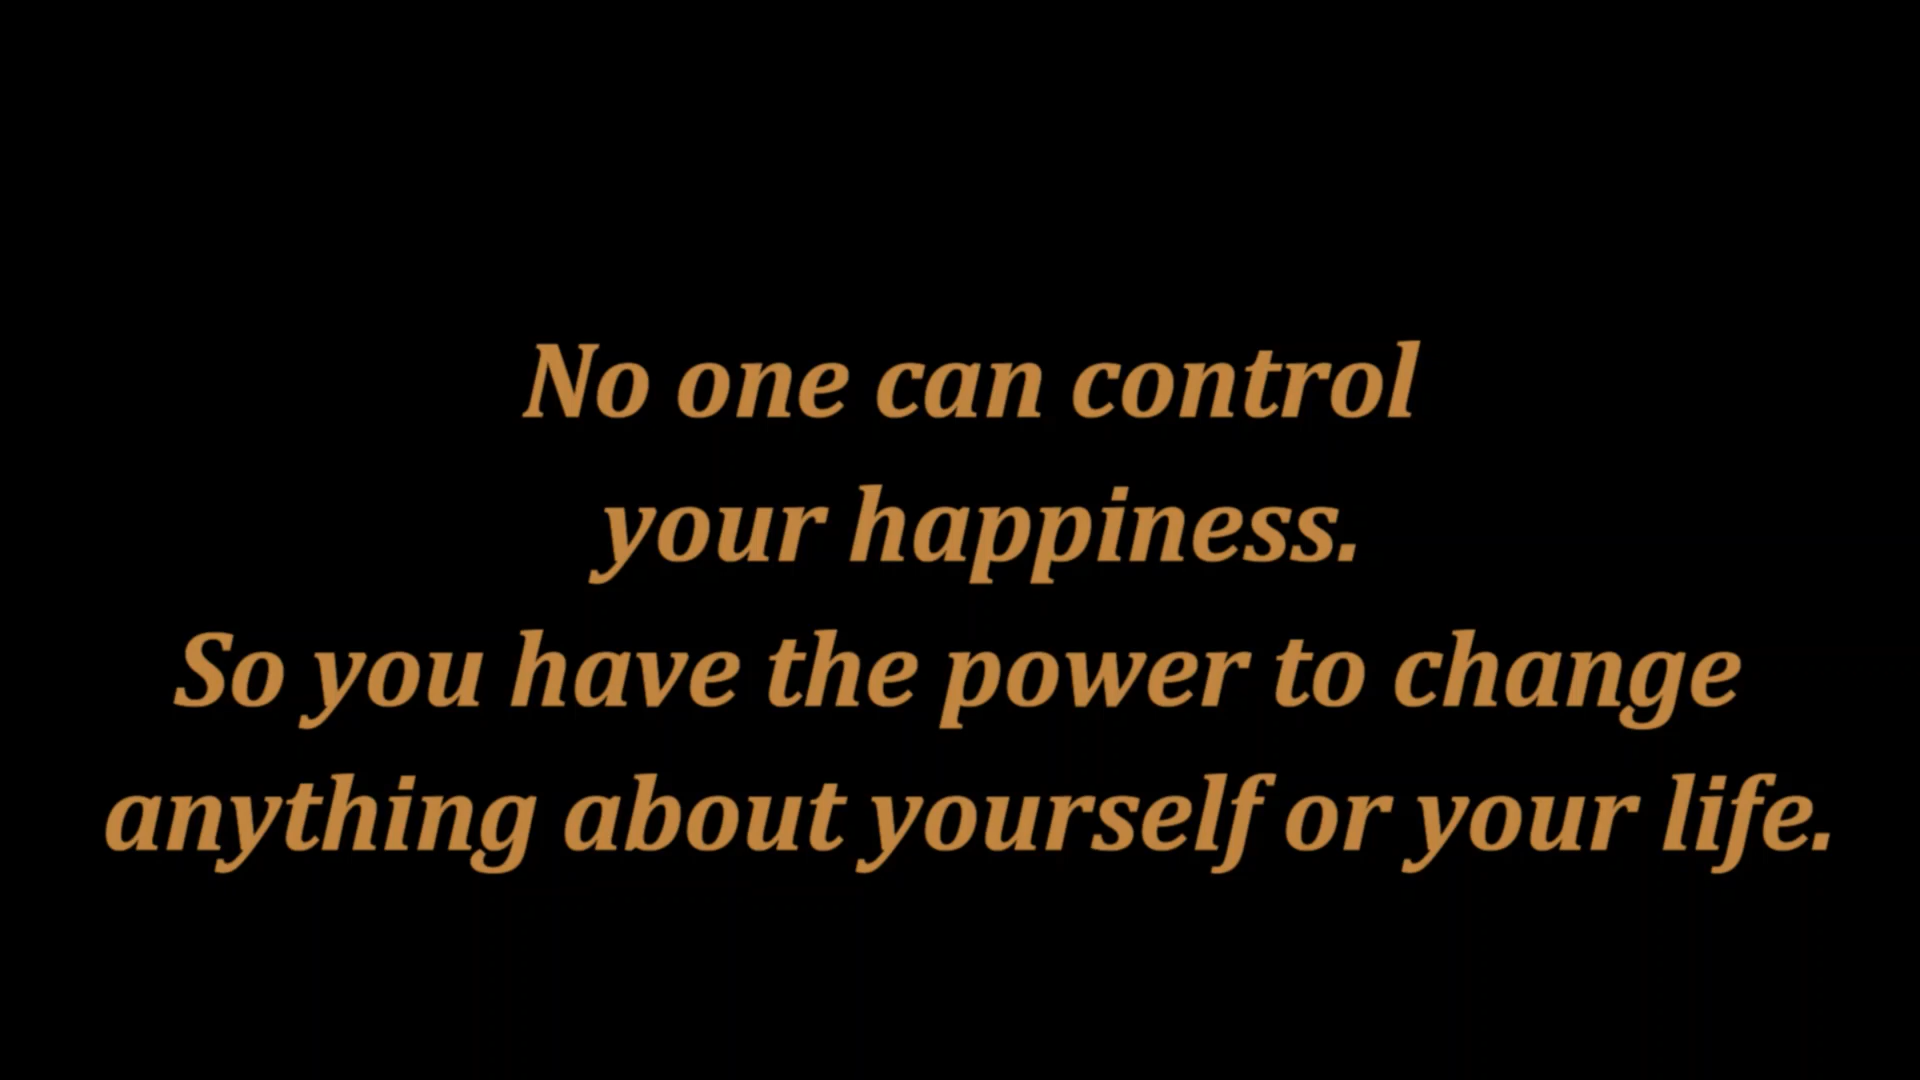 No one can control
your happiness.
So you have the power to change
anything about yourself or your life.